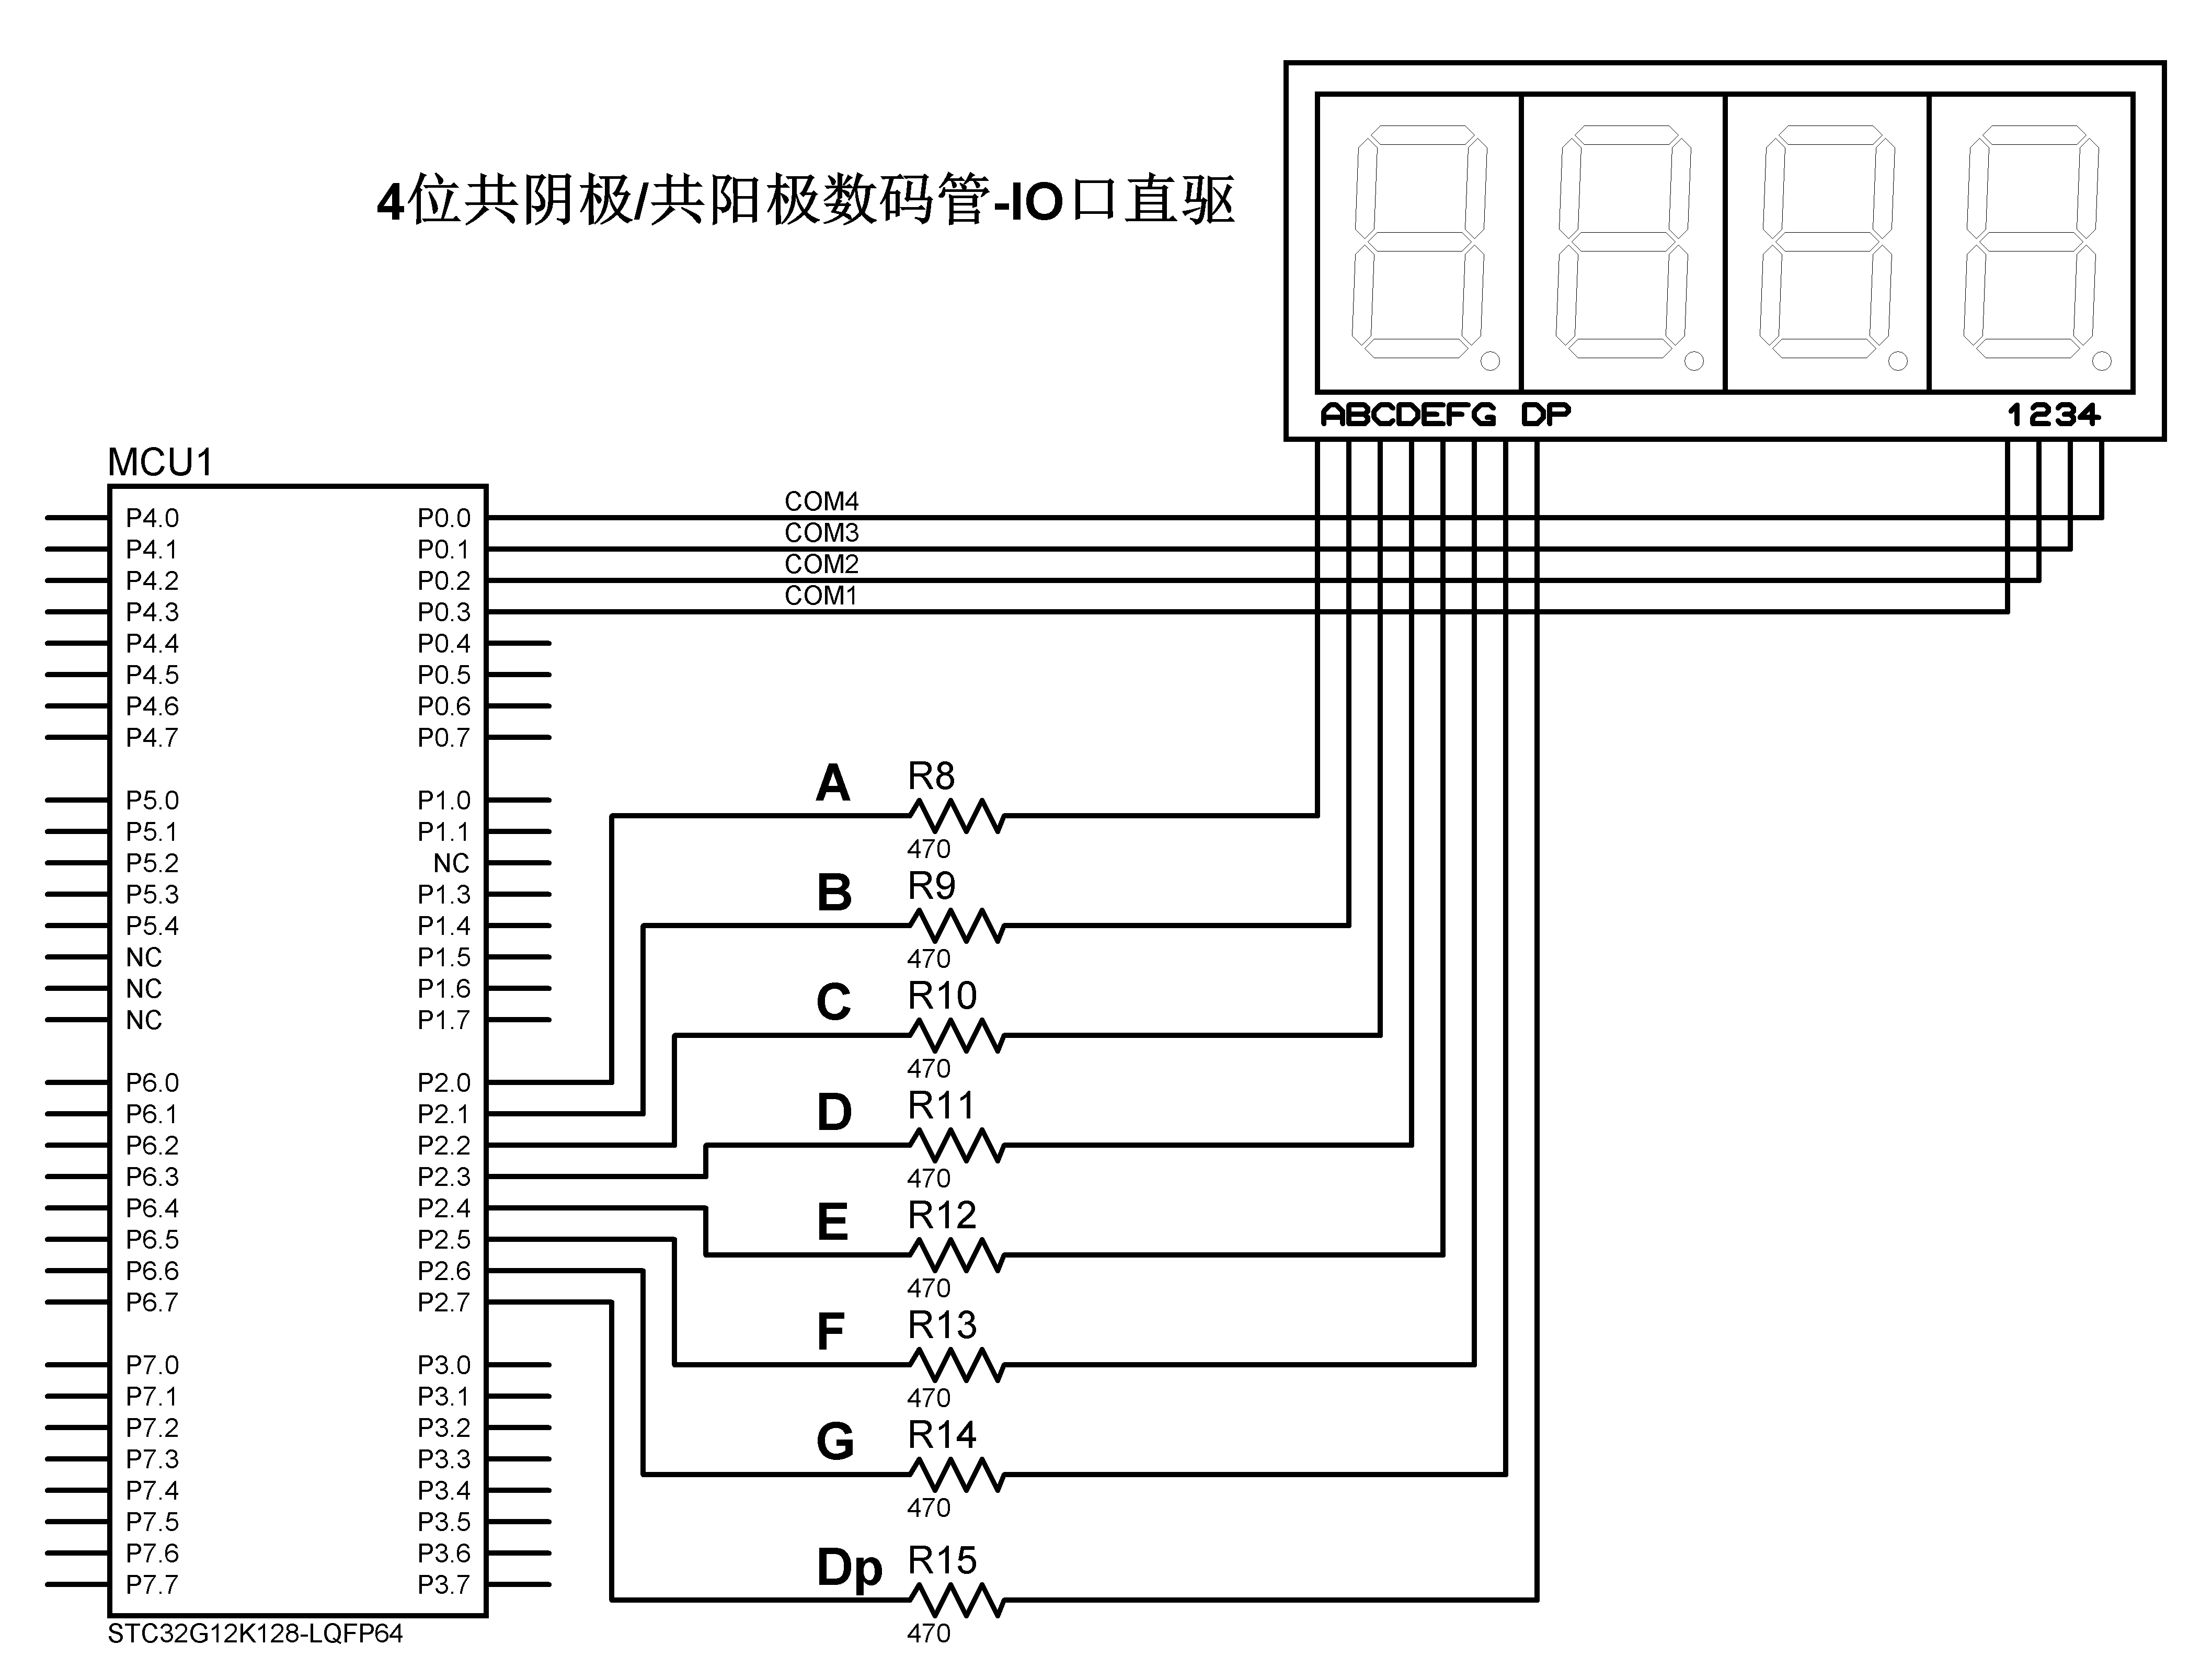 4位共阴极/共阳极数码管-IO口直驱
ABCDEFG DP
1234
MCU1
COM4
COM3
COM2
COM1
P4.0 P0.0
P4.1 P0.1
P4.2 P0.2
P4.3 P0.3
P4.4 P0.4
P4.5 P0.5
P4.6 P0.6
P4.7 P0.7
P5.0 P1.0
P5.1 P1.1
P5.2 NC
P5.3 P1.3
P5.4 P1.4
NC P1.5
NC P1.6
NC P1.7
P6.0 P2.0
P6.1 P2.1
P6.2 P2.2
P6.3 P2.3
P6.4 P2.4
P6.5 P2.5
P6.6 P2.6
P6.7 P2.7
P7.0 P3.0
P7.1 P3.1
P7.2 P3.2
P7.3 P3.3
P7.4 P3.4
P7.5 P3.5
P7.6 P3.6
P7.7 P3.7
STC32G12K128-LQFP64
A R8
470
B R9
470
C R10
470
D R11
470
E R12
470
F R13
470
G R14
470
Dp R15
470